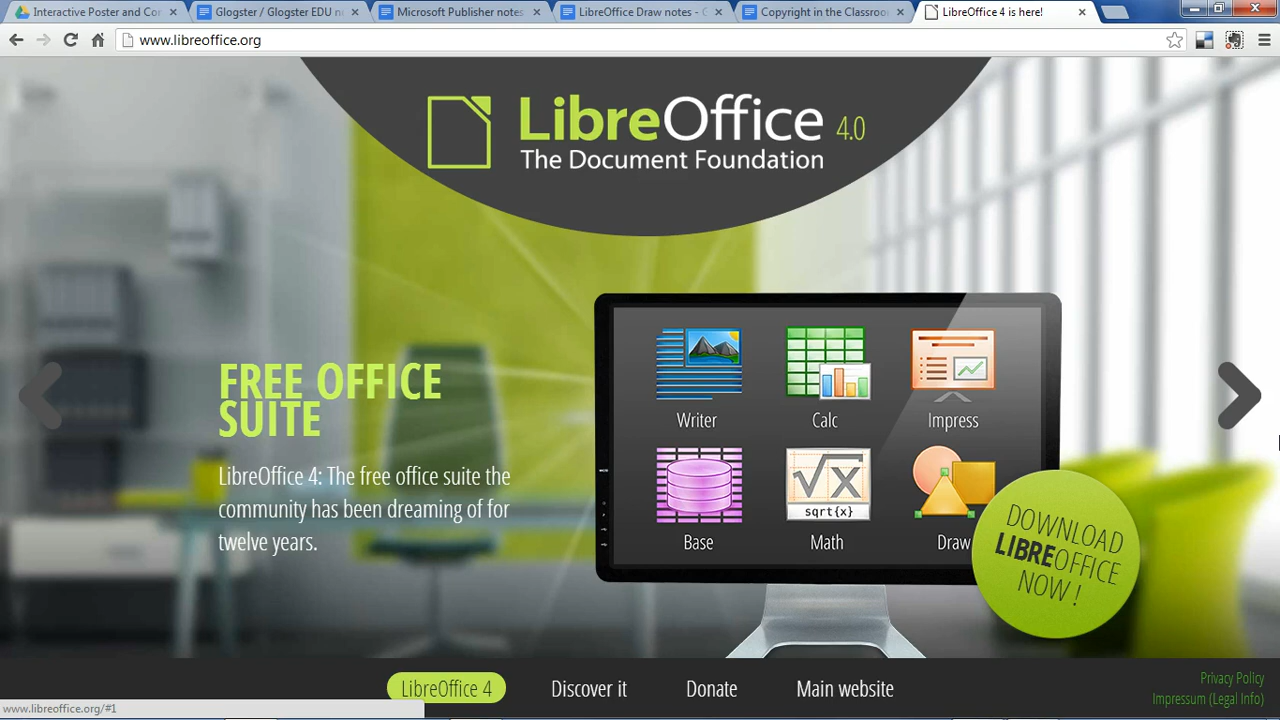 Interactive Poster and Cor
Glogster / Glogster EDU n
Microsoft Publisher notes
LibreOffice Draw notes - G
Copyright in the Classroo
LibreOffice 4 is here!
www.libreoffice.org
LibreOffice 4.0
The Document Foundation
FREE OFFICE
SUITE
LibreOffice 4: The free office suite the
community has been dreaming of for
twelve years.
Writer
Calc
Impress
sqrt{x}
Base
Math
Draw
DOWNLOAD
LIBREOFFICE
NOW !
LibreOffice 4
Discover it
Donate
Main website
Privacy Policy
Impressum (Legal Info)
www.libreoffice.org/#1